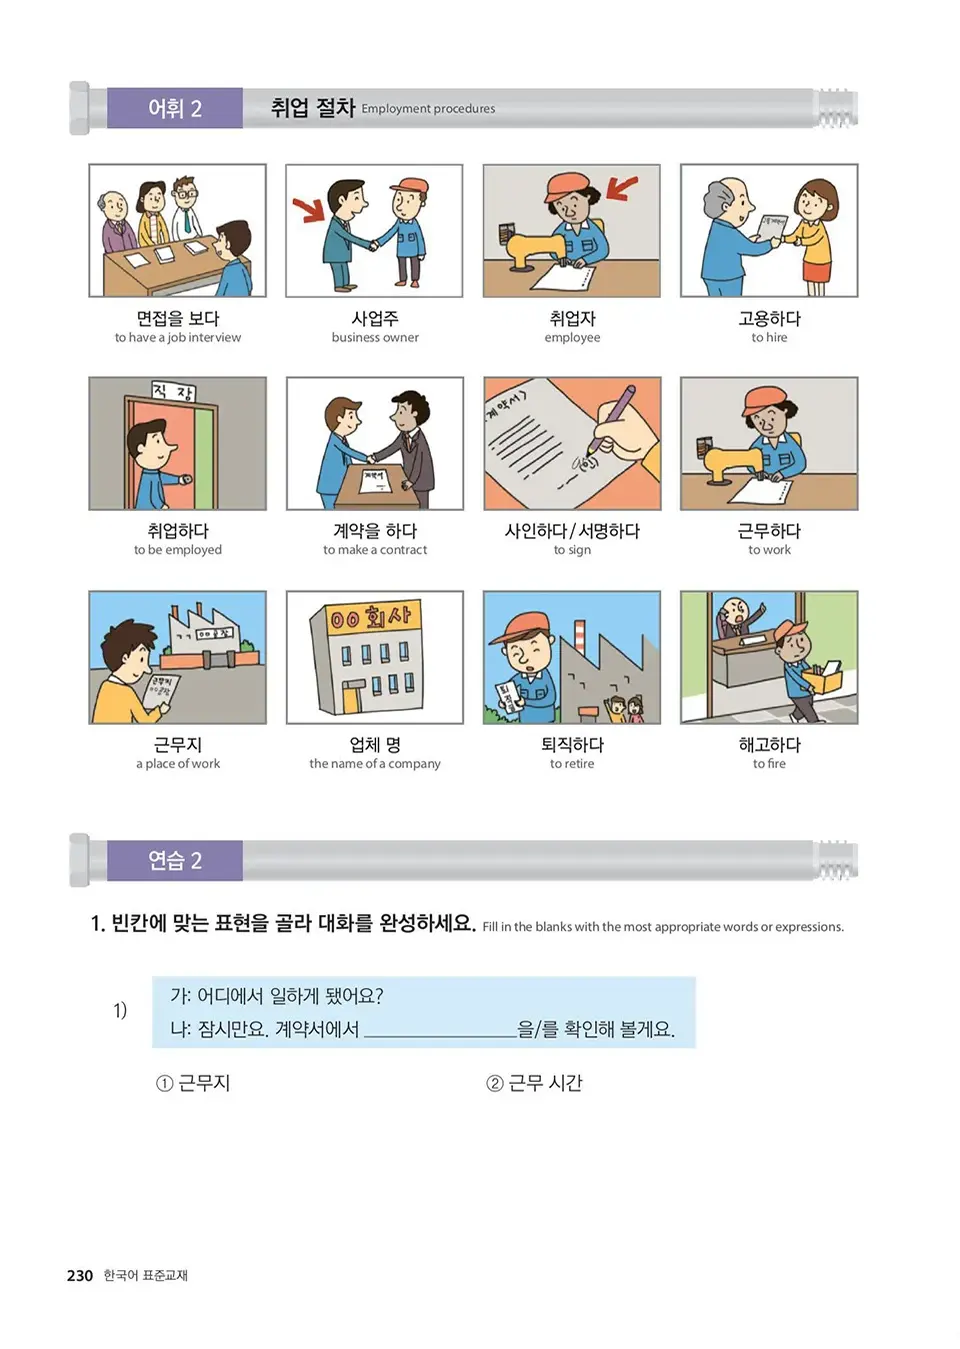 어휘 2 취업 절차 Employment procedures
면접을 보다 사업주 취업자 고용하다
to have a job interview business owner employee to hire
직 장
계약서
계약서>
(인)
취업하다 계약을 하다 사인하다/서명하다 근무하다
to be employed to make a contract to sign to work
OO공장
근무지
OO공장
OO회사
근무지 업체 명 퇴직하다 해고하다
a place of work the name of a company to retire to fire
연습 2
1. 빈칸에 맞는 표현을 골라 대화를 완성하세요. Fill in the blanks with the most appropriate words or expressions.
1)
가: 어디에서 일하게 됐어요?
나: 잠시만요. 계약서에서 ________________을/를 확인해 볼게요.
① 근무지 ② 근무 시간
230 한국어 표준교재